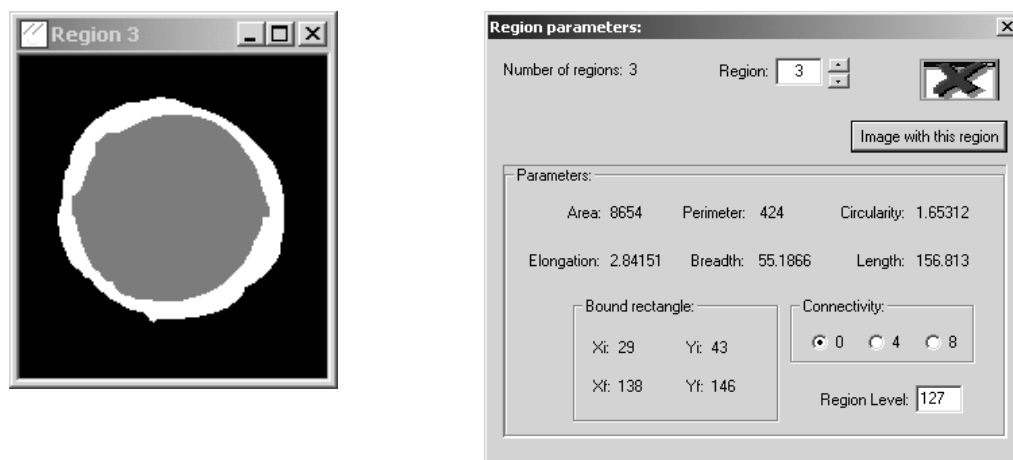 Region 3
Region parameters:
Number of regions: 3 Region: 3
Image with this region
Parameters:
Area: 8654 Perimeter: 424 Circularity: 1.65312
Elongation: 2.84151 Breadth: 55.1866 Length: 156.813
Bound rectangle: Connectivity:
Xi: 29 Yi: 43 0 4 8
Xf: 138 Yf: 146
Region Level: 127